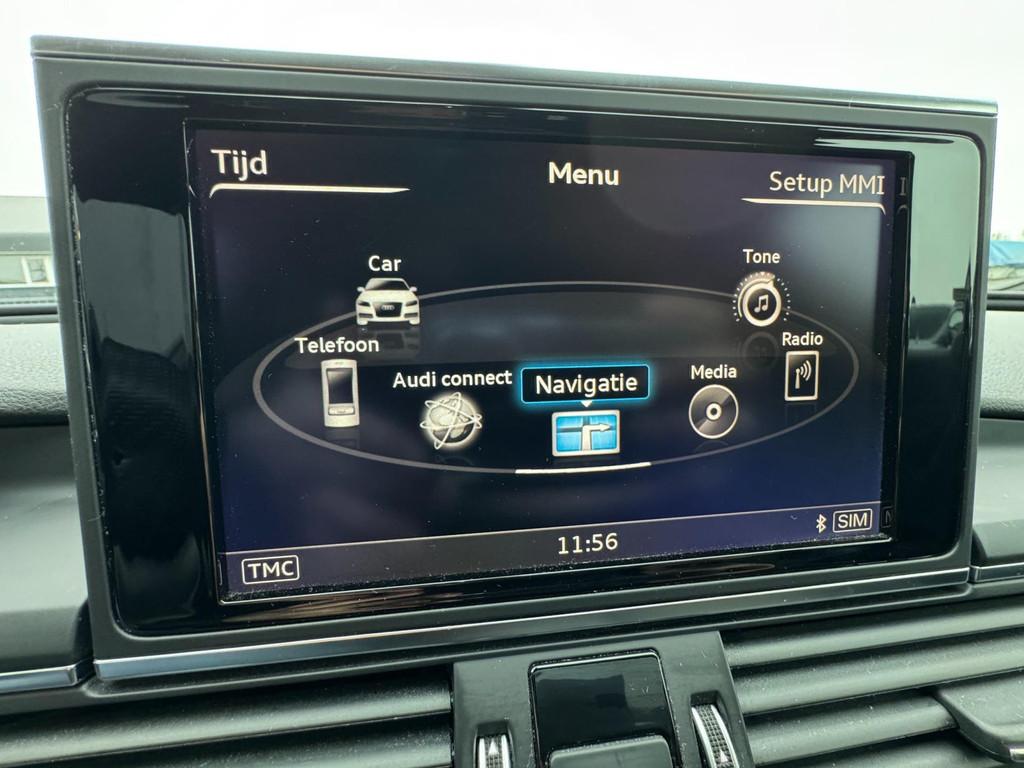 Tijd
Menu
Setup MMI
Car
Tone
Telefoon
Radio
Audi connect
Navigatie
Media
11:56
SIM
TMC